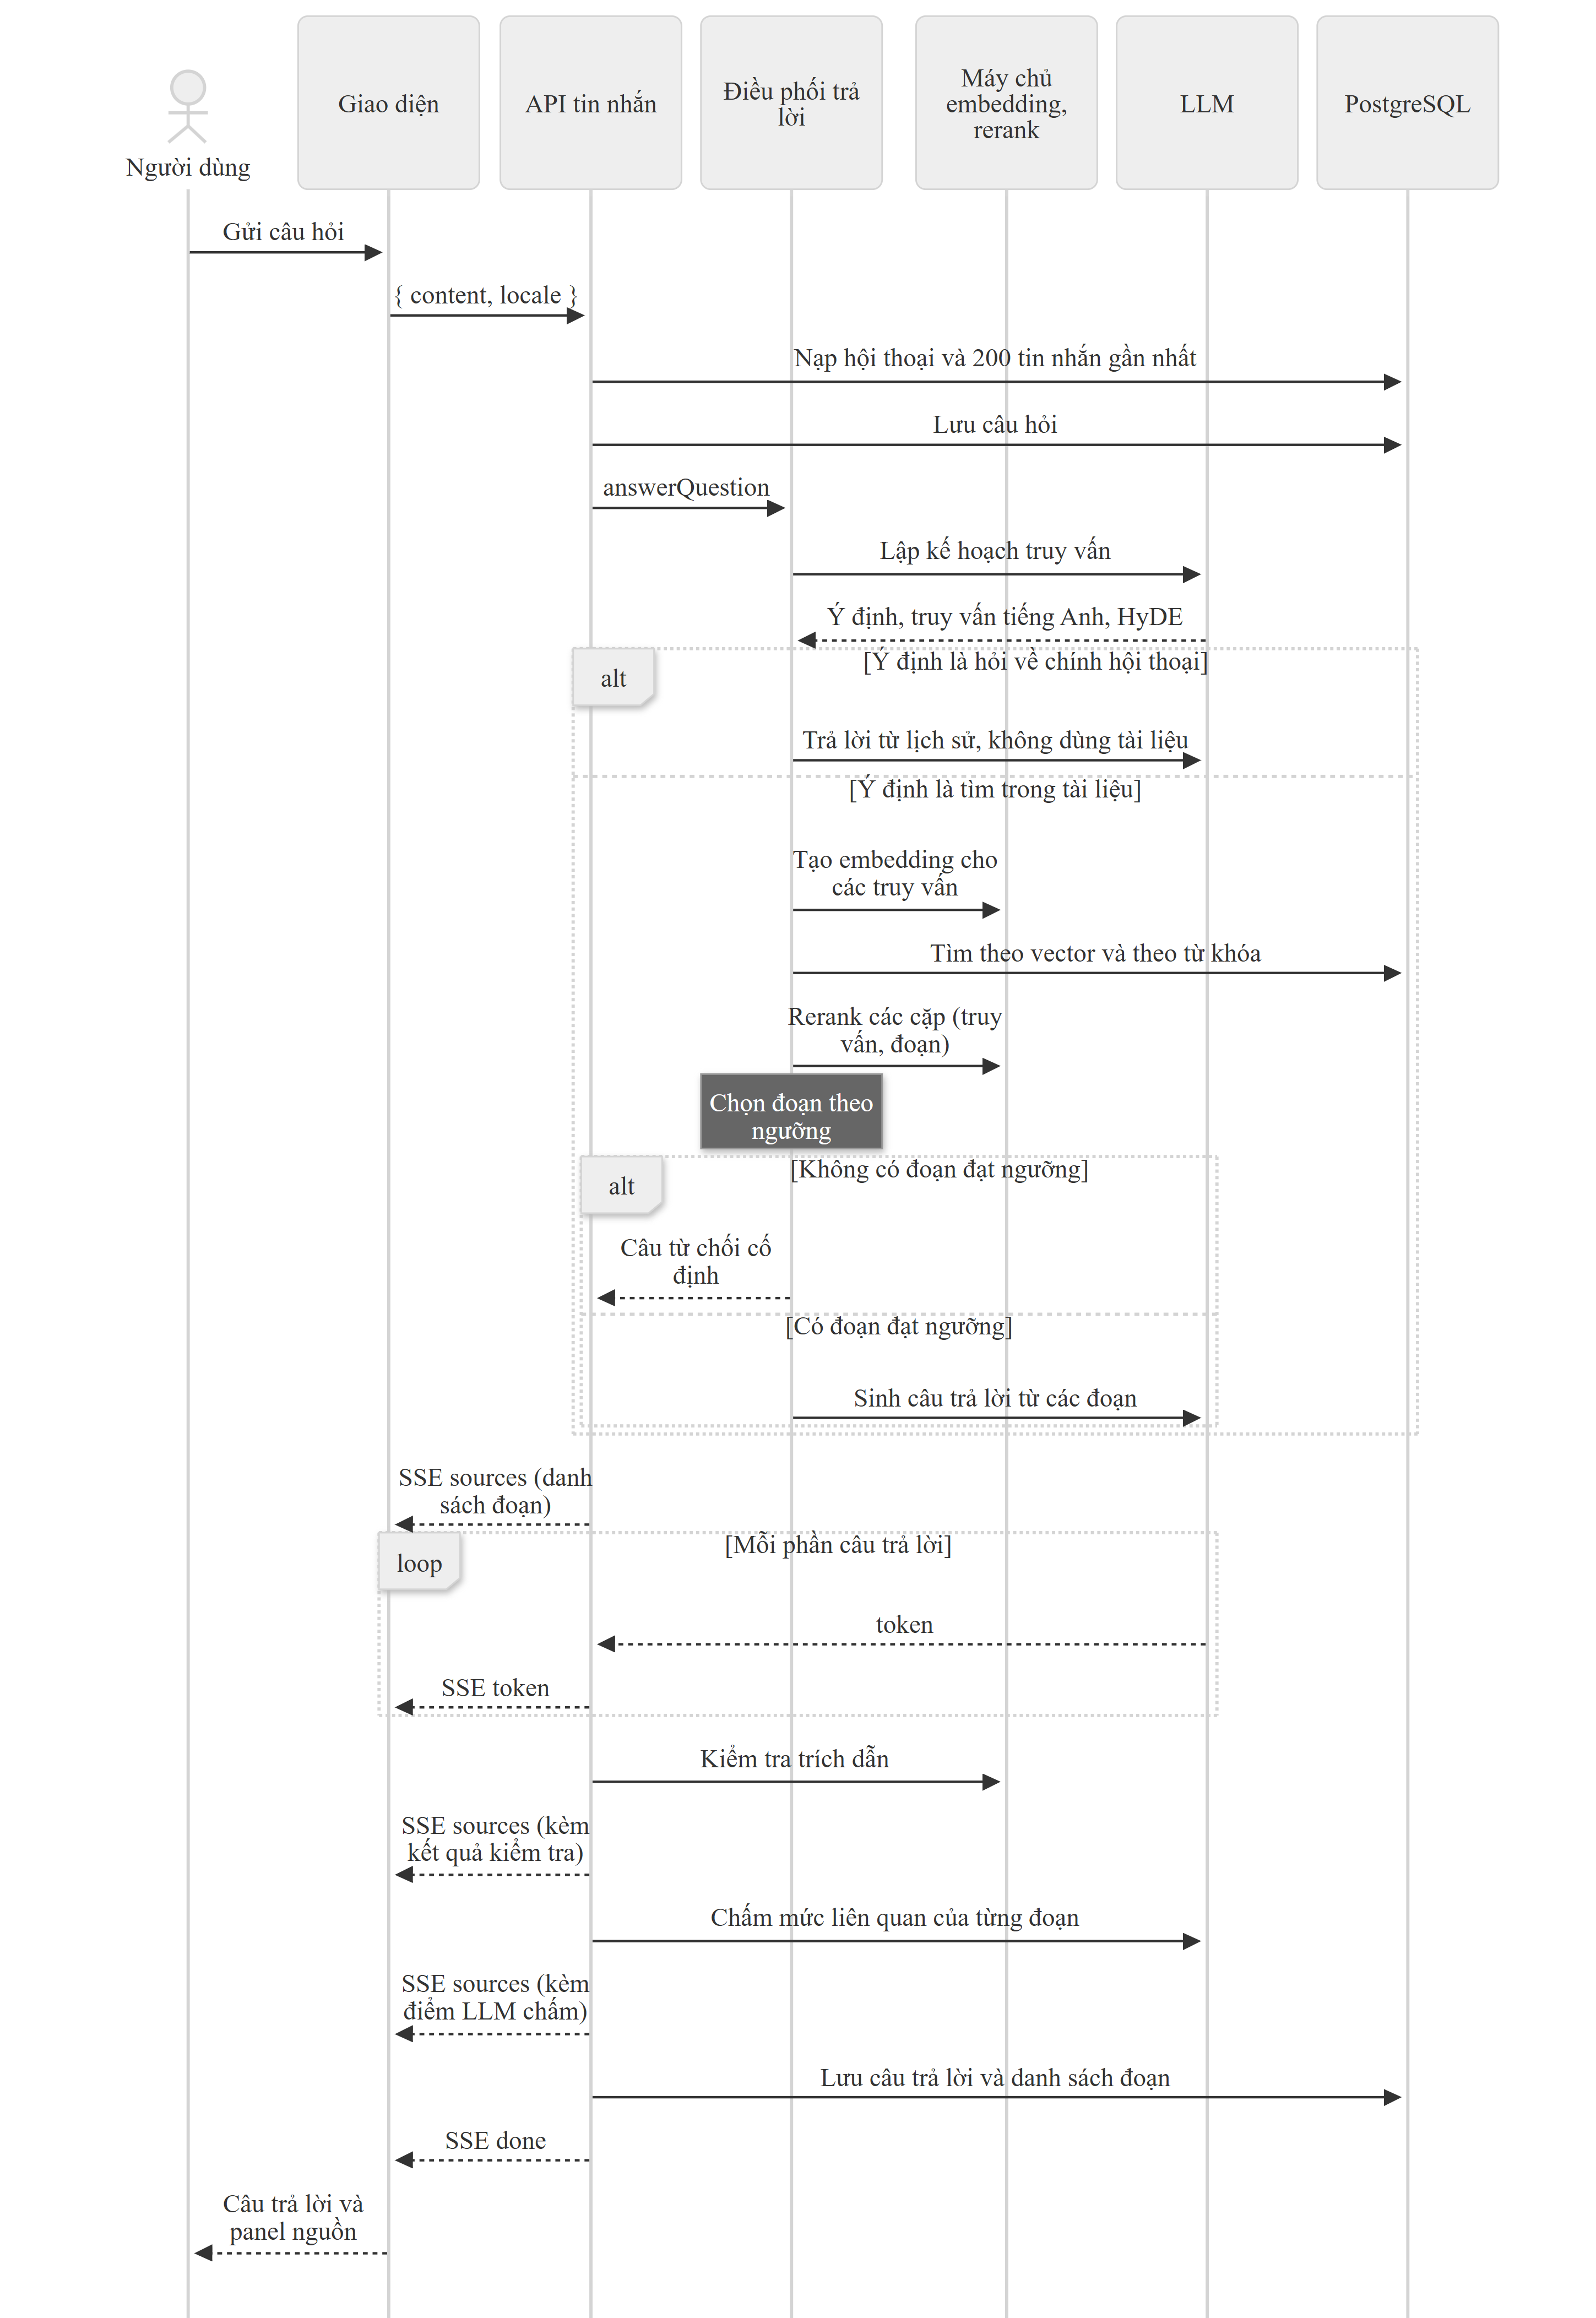 Người dùng
Giao diện
API tin nhắn
Điều phối trả
lời
Máy chủ
embedding,
rerank
LLM
PostgreSQL
Gửi câu hỏi
{ content, locale }
Nạp hội thoại và 200 tin nhắn gần nhất
Lưu câu hỏi
answerQuestion
Lập kế hoạch truy vấn
Ý định, truy vấn tiếng Anh, HyDE
alt
[Ý định là hỏi về chính hội thoại]
Trả lời từ lịch sử, không dùng tài liệu
[Ý định là tìm trong tài liệu]
Tạo embedding cho
các truy vấn
Tìm theo vector và theo từ khóa
Rerank các cặp (truy
vấn, đoạn)
Chọn đoạn theo
ngưỡng
alt
[Không có đoạn đạt ngưỡng]
Câu từ chối cố
định
[Có đoạn đạt ngưỡng]
Sinh câu trả lời từ các đoạn
SSE sources (danh
sách đoạn)
loop
[Mỗi phần câu trả lời]
token
SSE token
Kiểm tra trích dẫn
SSE sources (kèm
kết quả kiểm tra)
Chấm mức liên quan của từng đoạn
SSE sources (kèm
điểm LLM chấm)
Lưu câu trả lời và danh sách đoạn
SSE done
Câu trả lời và
panel nguồn